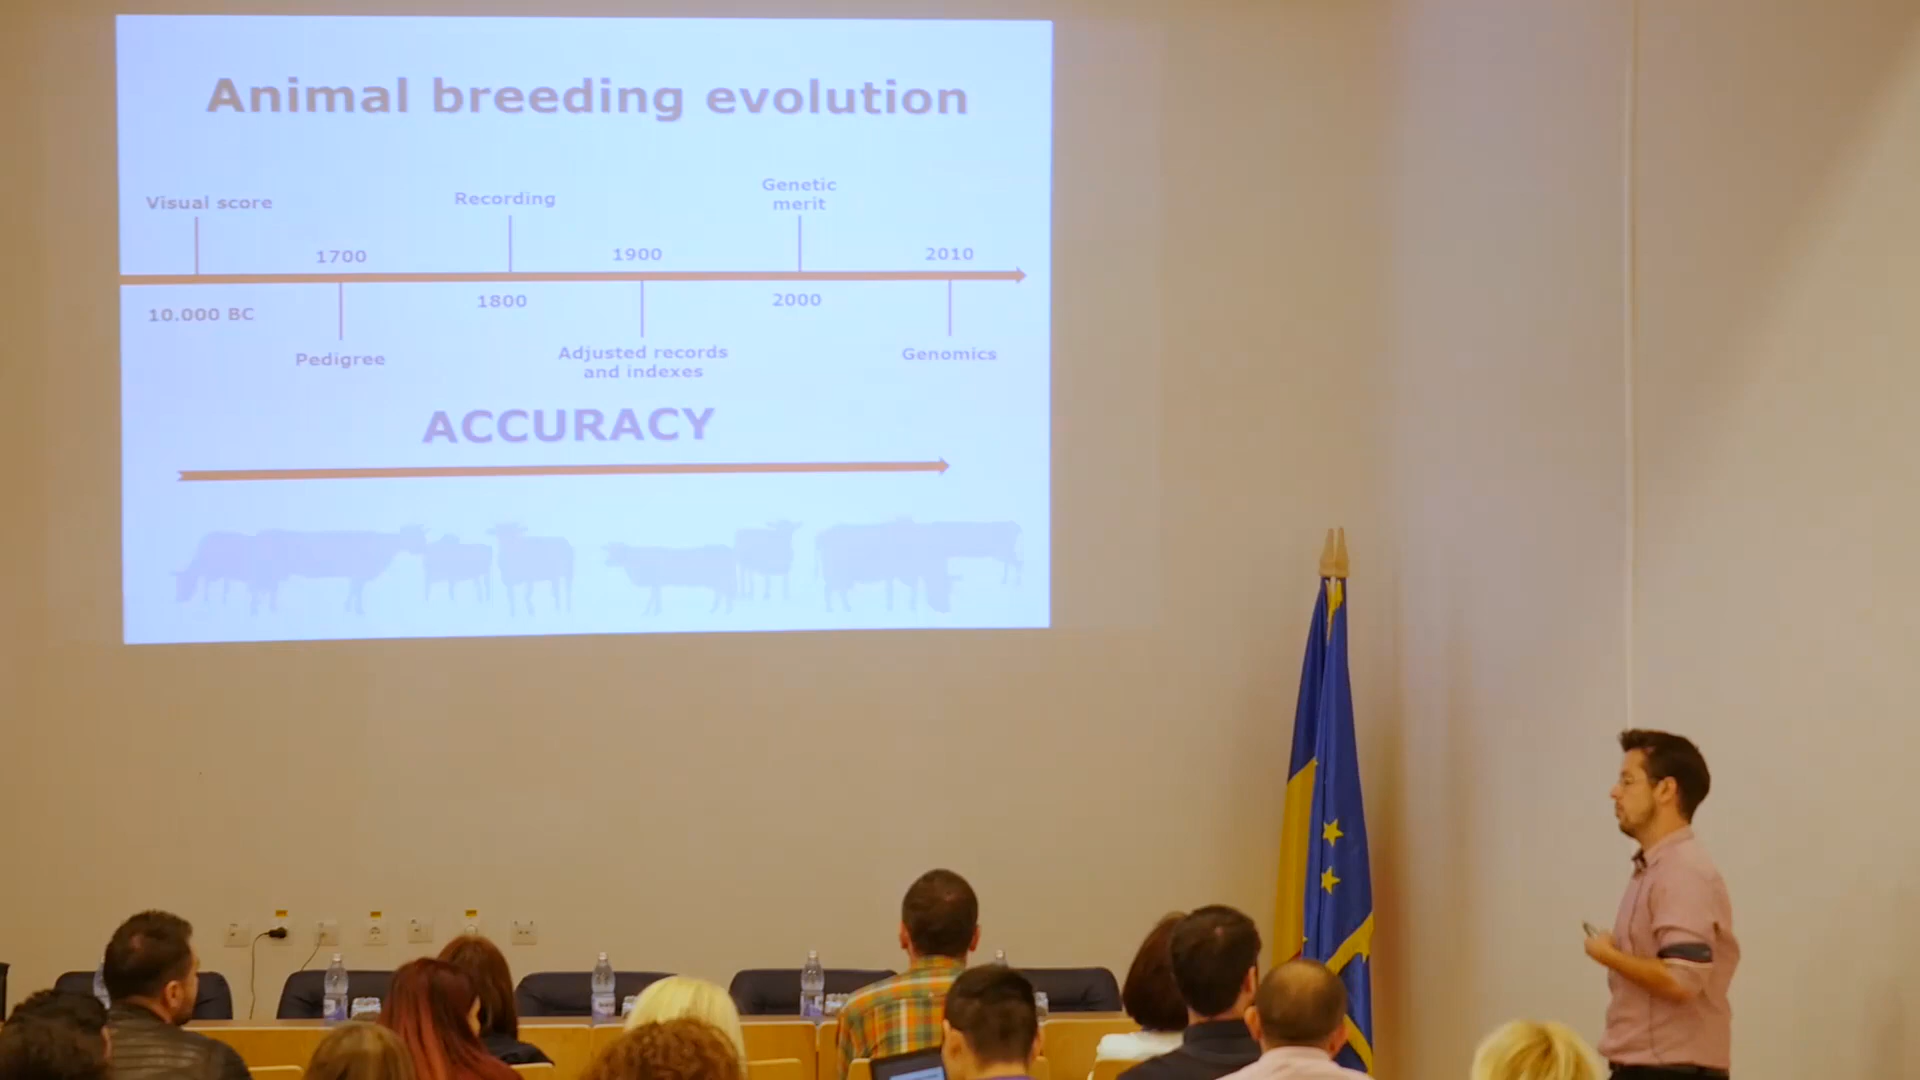 Animal breeding evolution
Visual score
Recording
Genetic
merit
1700
1900
2010
10.000 BC
1800
2000
Pedigree
Adjusted records
and indexes
Genomics
ACCURACY